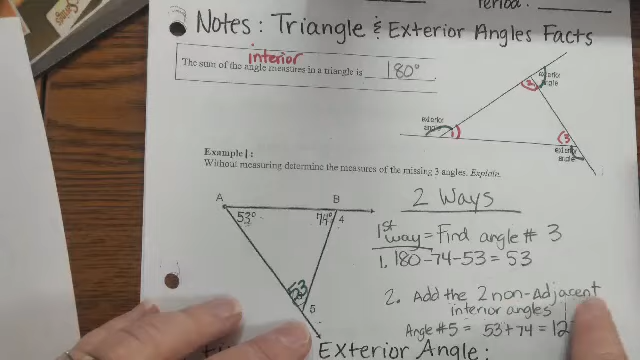 Period:
Notes: Triangle & Exterior Angles Facts
interior
The sum of the angle measures in a triangle is 180°
exterior
angle
2
exterior
angle
1
3
exterior
angle
Example 1:
Without measuring determine the measures of the missing 3 angles. Explain.
2 Ways
A
B
53°
74°
4
53
5
1st way = Find angle # 3
1. 180-74-53 = 53
2. Add the 2 non-Adjacent
interior angles
Angle #5 = 53+74 = 12
Exterior Angle: